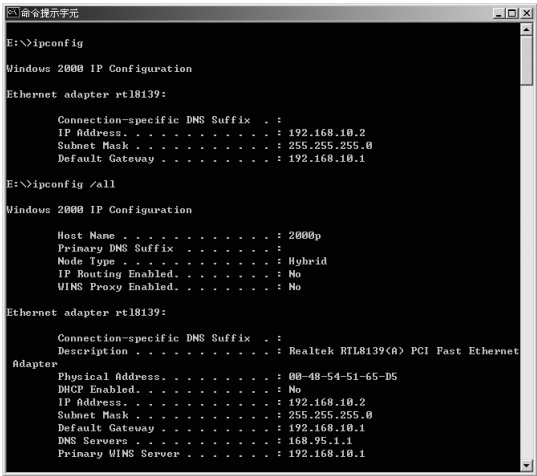 命令提示字元
E:\>ipconfig
Windows 2000 IP Configuration
Ethernet adapter rtl8139:
Connection-specific DNS Suffix . :
IP Address. . . . . . . . . . . . : 192.168.10.2
Subnet Mask . . . . . . . . . . . : 255.255.255.0
Default Gateway . . . . . . . . . : 192.168.10.1
E:\>ipconfig /all
Windows 2000 IP Configuration
Host Name . . . . . . . . . . . . : 2000p
Primary DNS Suffix . . . . . . . :
Node Type . . . . . . . . . . . . : Hybrid
IP Routing Enabled. . . . . . . . : No
WINS Proxy Enabled. . . . . . . . : No
Ethernet adapter rtl8139:
Connection-specific DNS Suffix . :
Description . . . . . . . . . . . : Realtek RTL8139(A) PCI Fast Ethernet
Adapter
Physical Address. . . . . . . . . : 00-48-54-51-65-D5
DHCP Enabled. . . . . . . . . . . : No
IP Address. . . . . . . . . . . . : 192.168.10.2
Subnet Mask . . . . . . . . . . . : 255.255.255.0
Default Gateway . . . . . . . . . : 192.168.10.1
DNS Servers . . . . . . . . . . . : 168.95.1.1
Primary WINS Server . . . . . . . : 192.168.10.1